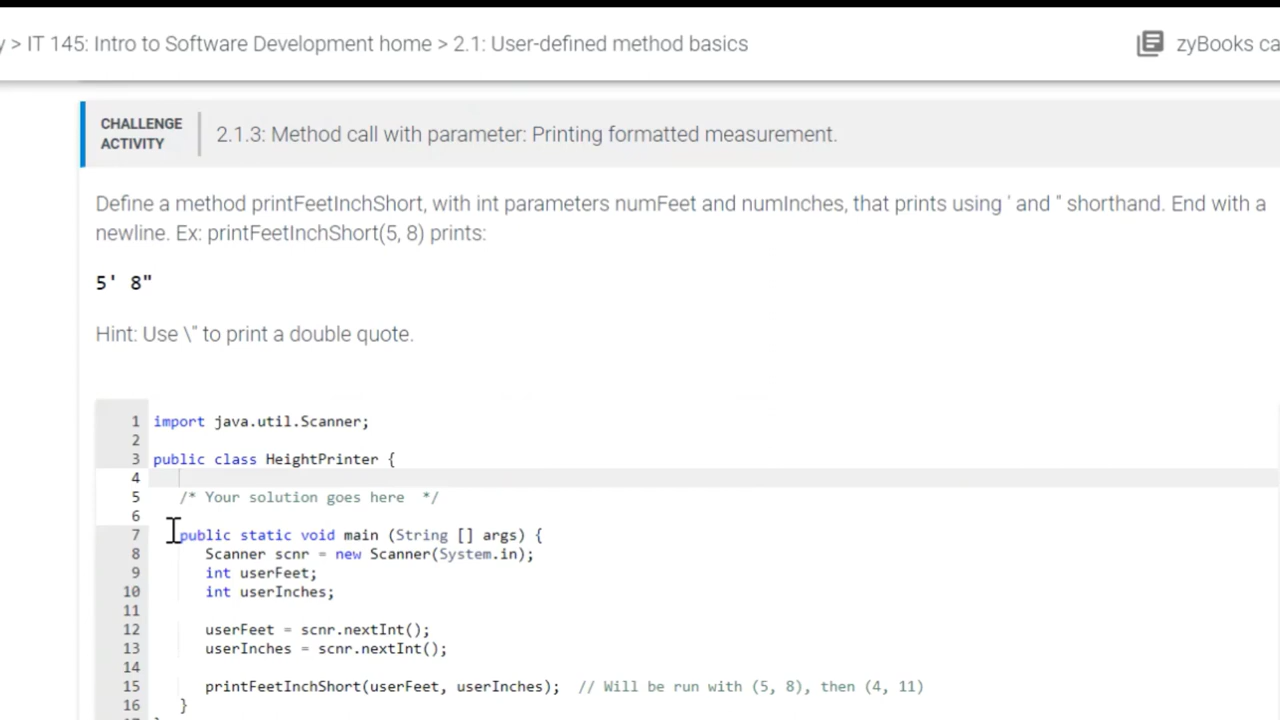 > IT 145: Intro to Software Development home > 2.1: User-defined method basics
zyBooks ca
CHALLENGE
ACTIVITY
2.1.3: Method call with parameter: Printing formatted measurement.
Define a method printFeetInchShort, with int parameters numFeet and numInches, that prints using ' and " shorthand. End with a
newline. Ex: printFeetInchShort(5, 8) prints:
5' 8"
Hint: Use \" to print a double quote.
1 import java.util.Scanner;
2
3 public class HeightPrinter {
4
5 /* Your solution goes here  */
6
7 public static void main (String [] args) {
8 Scanner scnr = new Scanner(System.in);
9 int userFeet;
10 int userInches;
11
12 userFeet = scnr.nextInt();
13 userInches = scnr.nextInt();
14
15 printFeetInchShort(userFeet, userInches);  // Will be run with (5, 8), then (4, 11)
16 }